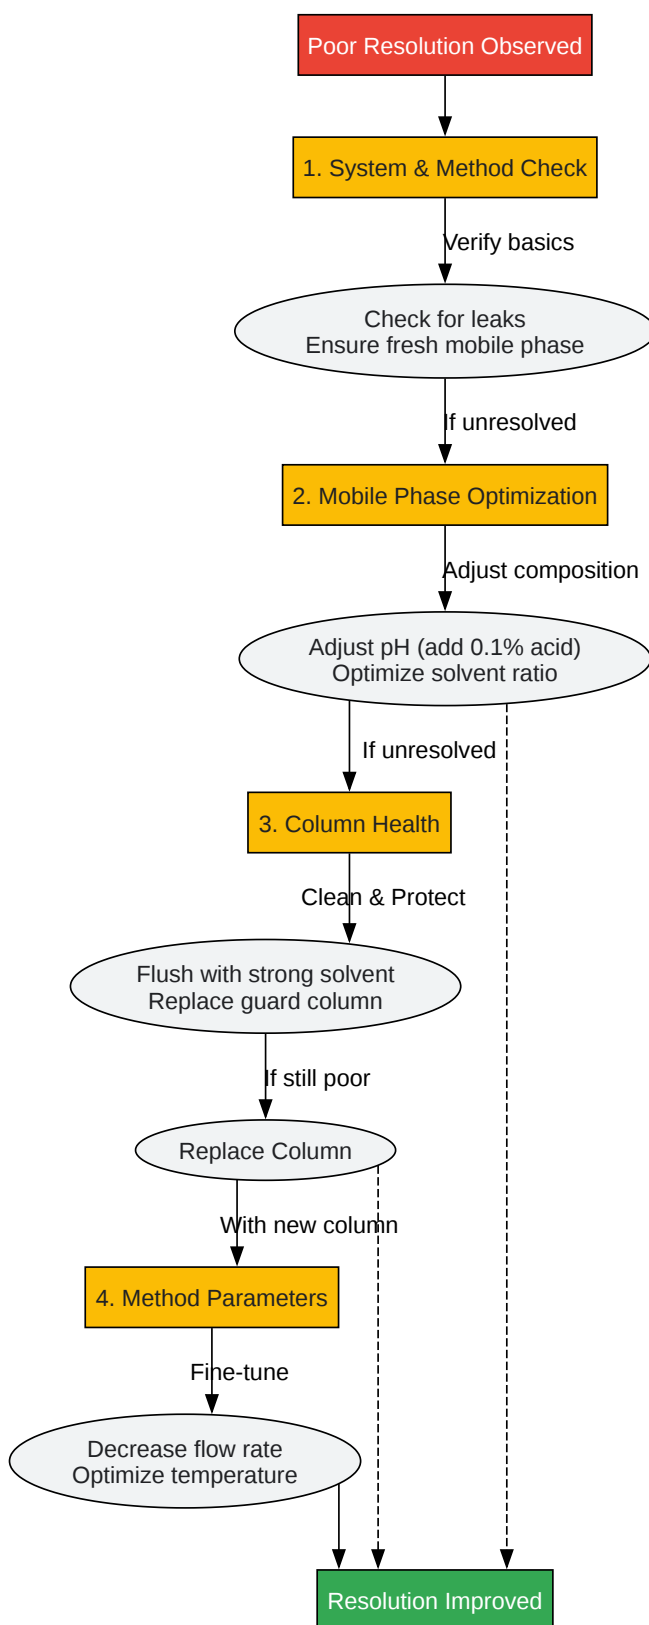 Poor Resolution Observed
1. System & Method Check
Verify basics
Check for leaks
Ensure fresh mobile phase
If unresolved
2. Mobile Phase Optimization
Adjust composition
Adjust pH (add 0.1% acid)
Optimize solvent ratio
If unresolved
3. Column Health
Clean & Protect
Flush with strong solvent
Replace guard column
If still poor
Replace Column
With new column
4. Method Parameters
Fine-tune
Decrease flow rate
Optimize temperature
Resolution Improved